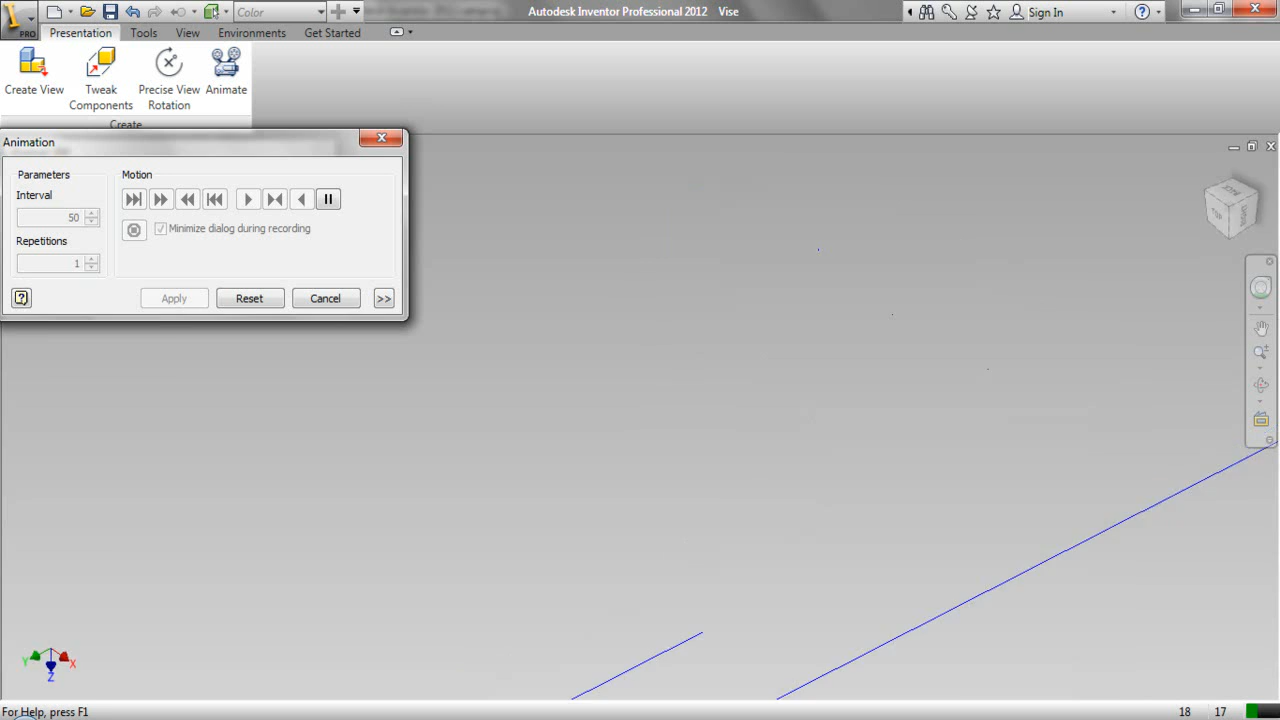 Color
Autodesk Inventor Professional 2012 Vise
Sign In
PRO
Presentation Tools View Environments Get Started
Create View
Tweak Components
Precise View Rotation
Animate
Create
Animation
Parameters
Motion
Interval
50
Minimize dialog during recording
Repetitions
1
Apply Reset Cancel >>
Y X
Z
For Help, press F1
18 17